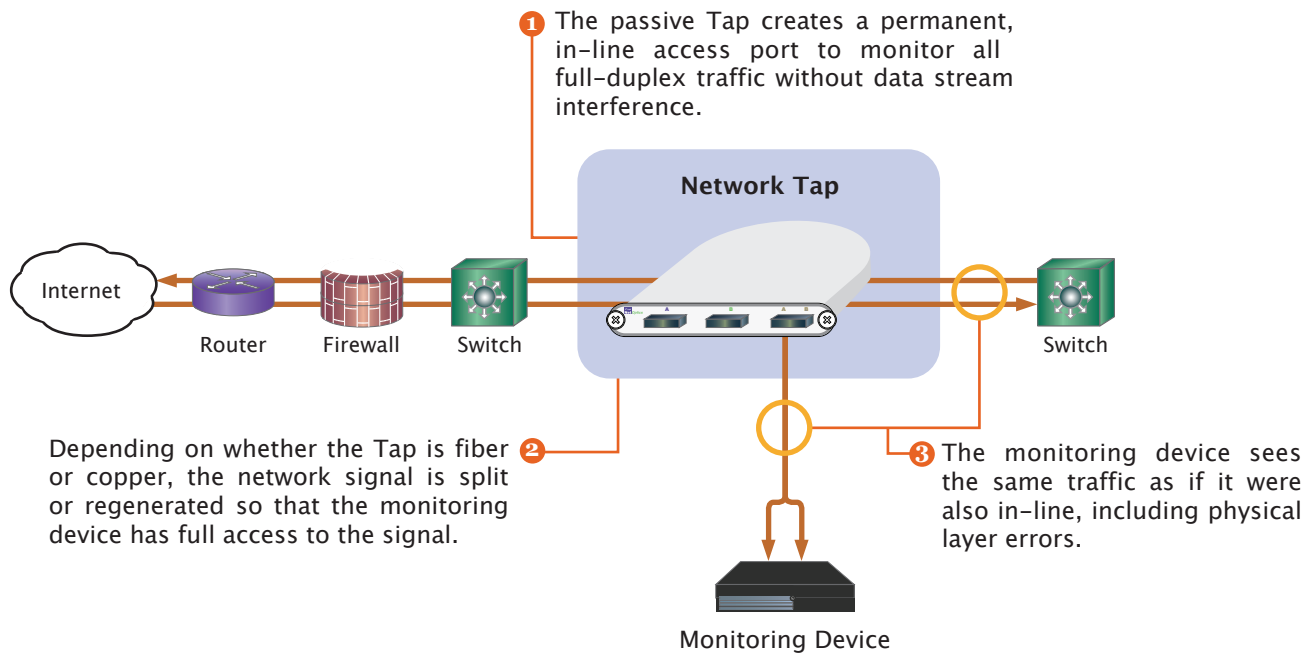 1 The passive Tap creates a permanent,
in-line access port to monitor all
full-duplex traffic without data stream
interference.
Network Tap
Internet
Router
Firewall
Switch
A
B
A B
Switch
Depending on whether the Tap is fiber
or copper, the network signal is split
or regenerated so that the monitoring
device has full access to the signal.
2
3 The monitoring device sees
the same traffic as if it were
also in-line, including physical
layer errors.
Monitoring Device